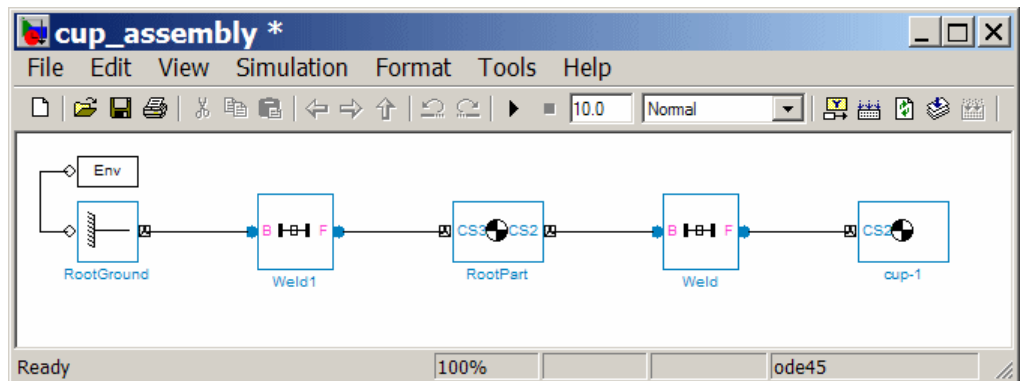 cup_assembly *
File Edit View Simulation Format Tools Help
10.0 Normal
Env
B F CS3 CS2 B F CS2
RootGround Weld1 RootPart Weld cup-1
Ready 100% ode45